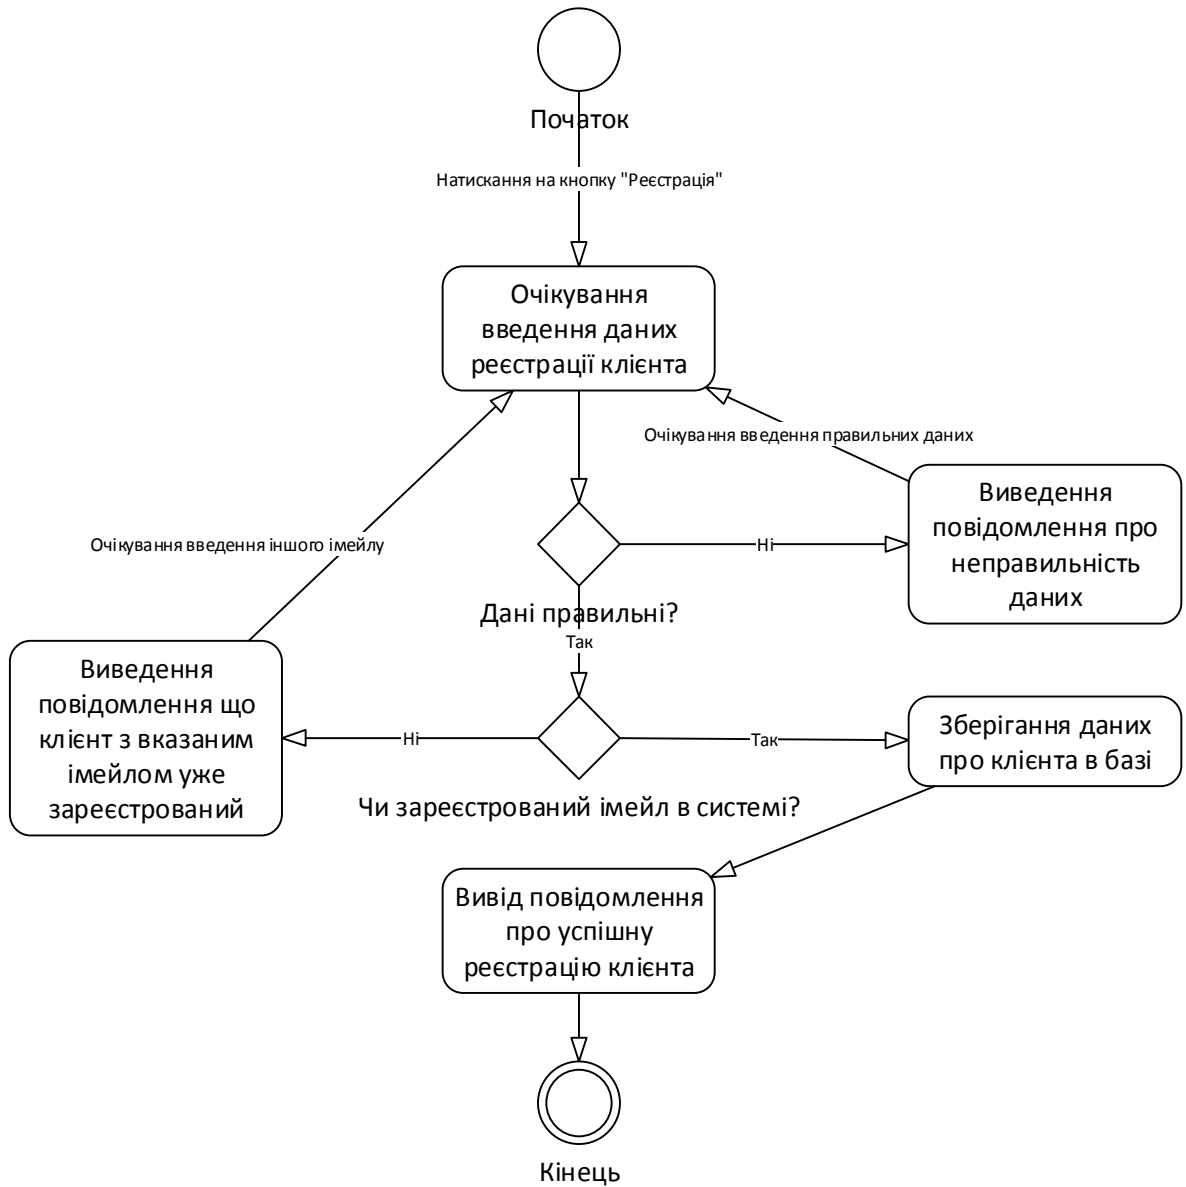 Початок
Натискання на кнопку "Реєстрація"
Очікування
введення даних
реєстрації клієнта
Очікування введення правильних даних
Виведення
повідомлення про
неправильність
даних
Очікування введення іншого імейлу
Ні
Дані правильні?
Так
Виведення
повідомлення що
клієнт з вказаним
імейлом уже
зареєстрований
Ні
Так
Зберігання даних
про клієнта в базі
Чи зареєстрований імейл в системі?
Вивід повідомлення
про успішну
реєстрацію клієнта
Кінець